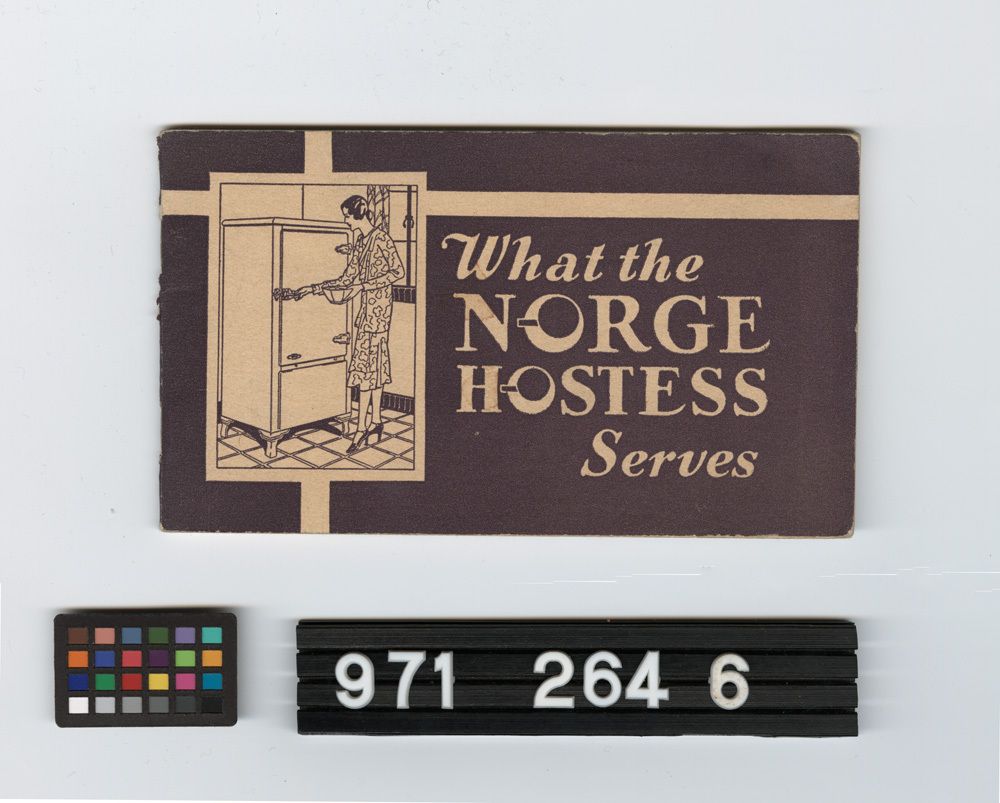 What the
NORGE
HOSTESS
Serves
971 264 6